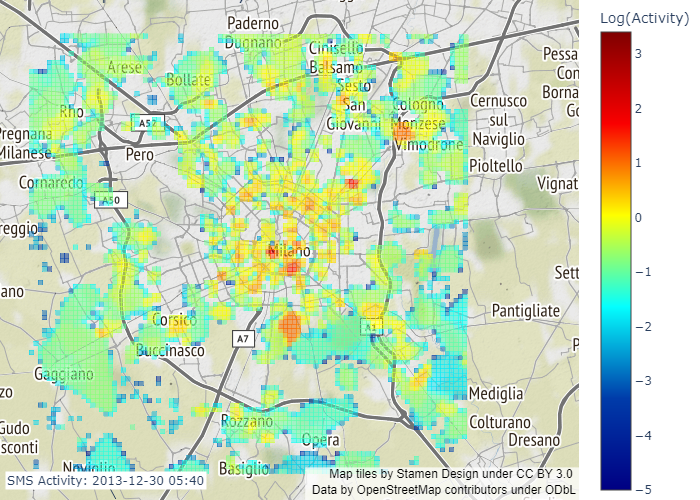 Log(Activity)
3
2
1
0
−1
−2
−3
−4
−5
Paderno
Dugnano
Cinisello
Balsamo
Arese
Bollate
Sesto
San
Giovanni
Cologno
Monzese
Cernusco
sul
Naviglio
Pessa
Con
Borna
Go
Rho
A52
Pregnana
Milanese
Pero
Vimodrone
Pioltello
Cornaredo
A50
Vignat
reggio
Milano
Sett
ano
Corsico
A7
A1
Pantigliate
Buccinasco
P
Gaggiano
zo
Mediglia
Rozzano
Colturano
Gudo
sconti
Opera
Dresano
Noviglio
Basiglio
SMS Activity: 2013-12-30 05:40
Map tiles by Stamen Design under CC BY 3.0
Data by OpenStreetMap contributors under ODbL